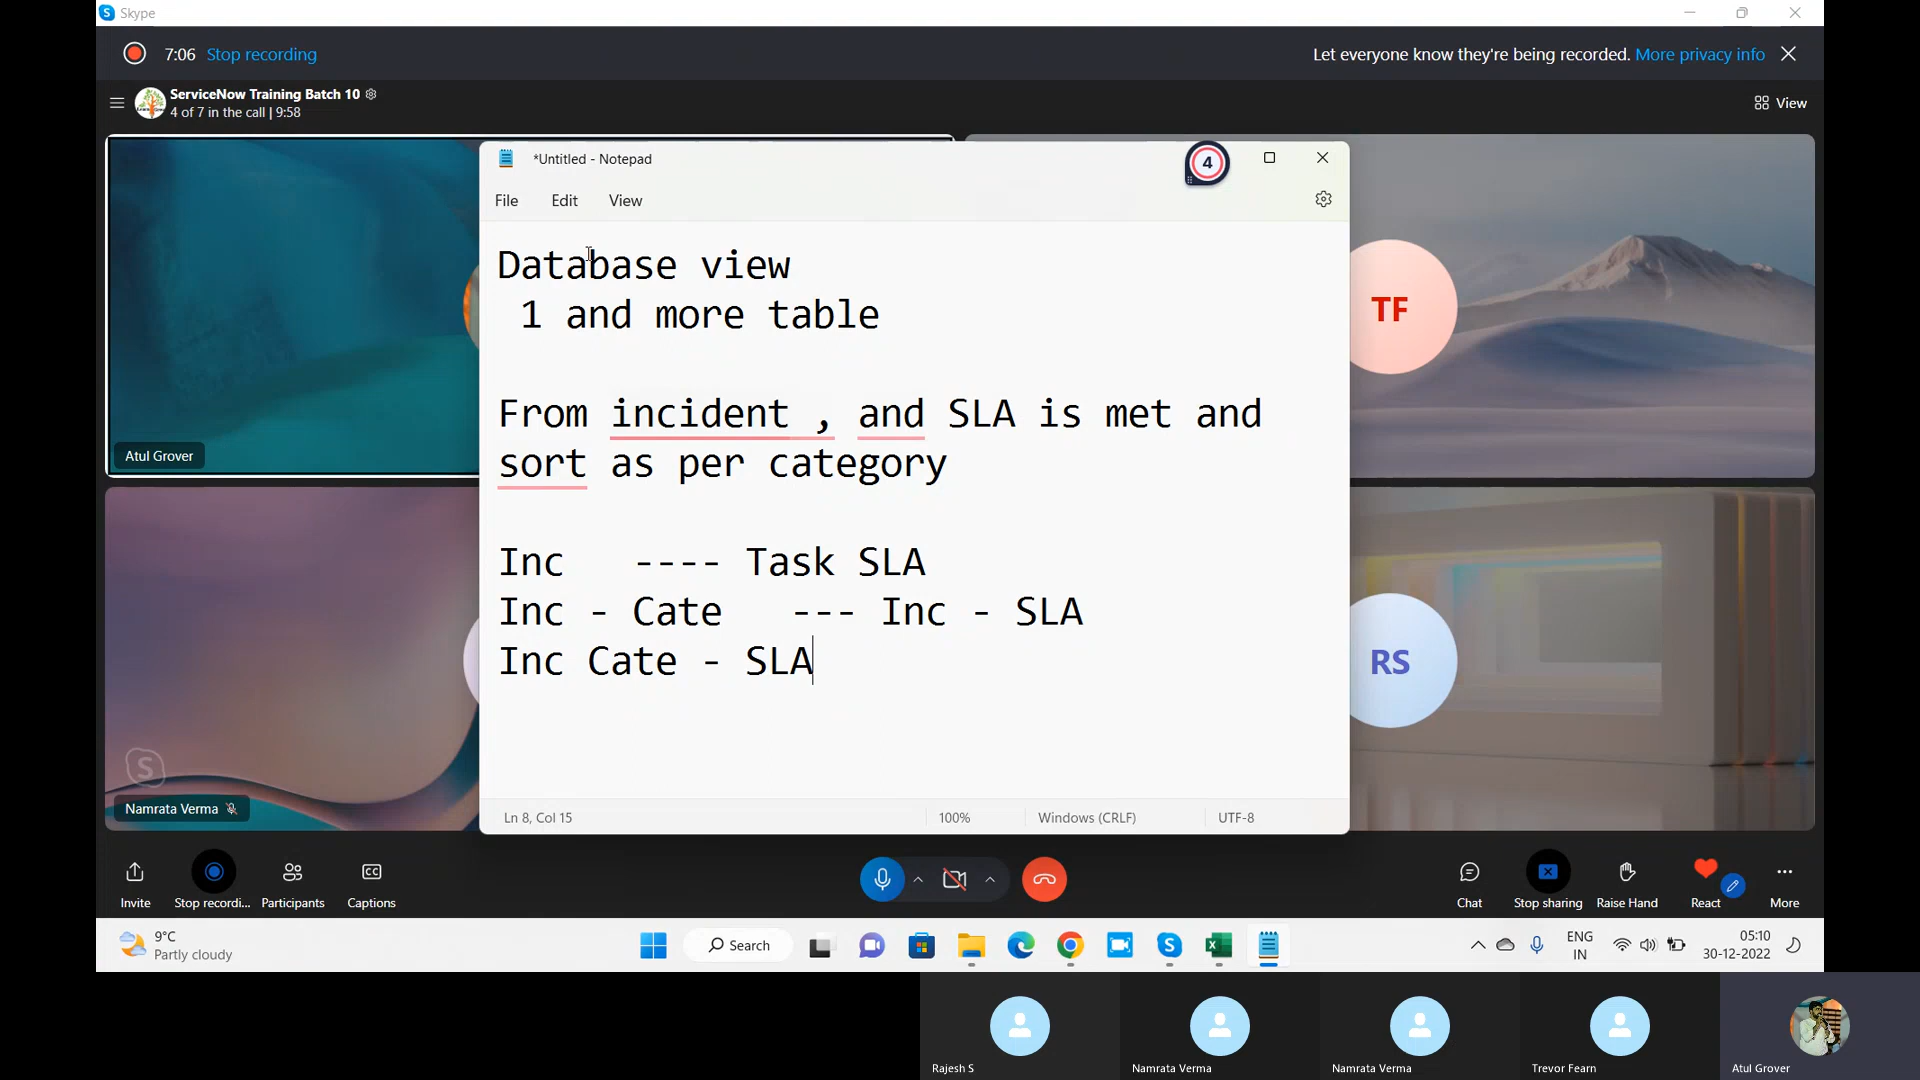 Skype
7:06 Stop recording
Let everyone know they're being recorded. More privacy info
ServiceNow Training Batch 10
4 of 7 in the call | 9:58
View
*Untitled - Notepad
4
File Edit View
Database view
1 and more table
From incident , and SLA is met and
sort as per category
Inc ---- Task SLA
Inc - Cate --- Inc - SLA
Inc Cate - SLA
Ln 8, Col 15 100% Windows (CRLF) UTF-8
Atul Grover
TF
Namrata Verma
RS
Invite
Stop recordi...
Participants
Captions
Chat
Stop sharing
Raise Hand
React
More
9°C
Partly cloudy
Search
ENG
IN
05:10
30-12-2022
Rajesh S
Namrata Verma
Namrata Verma
Trevor Fearn
Atul Grover